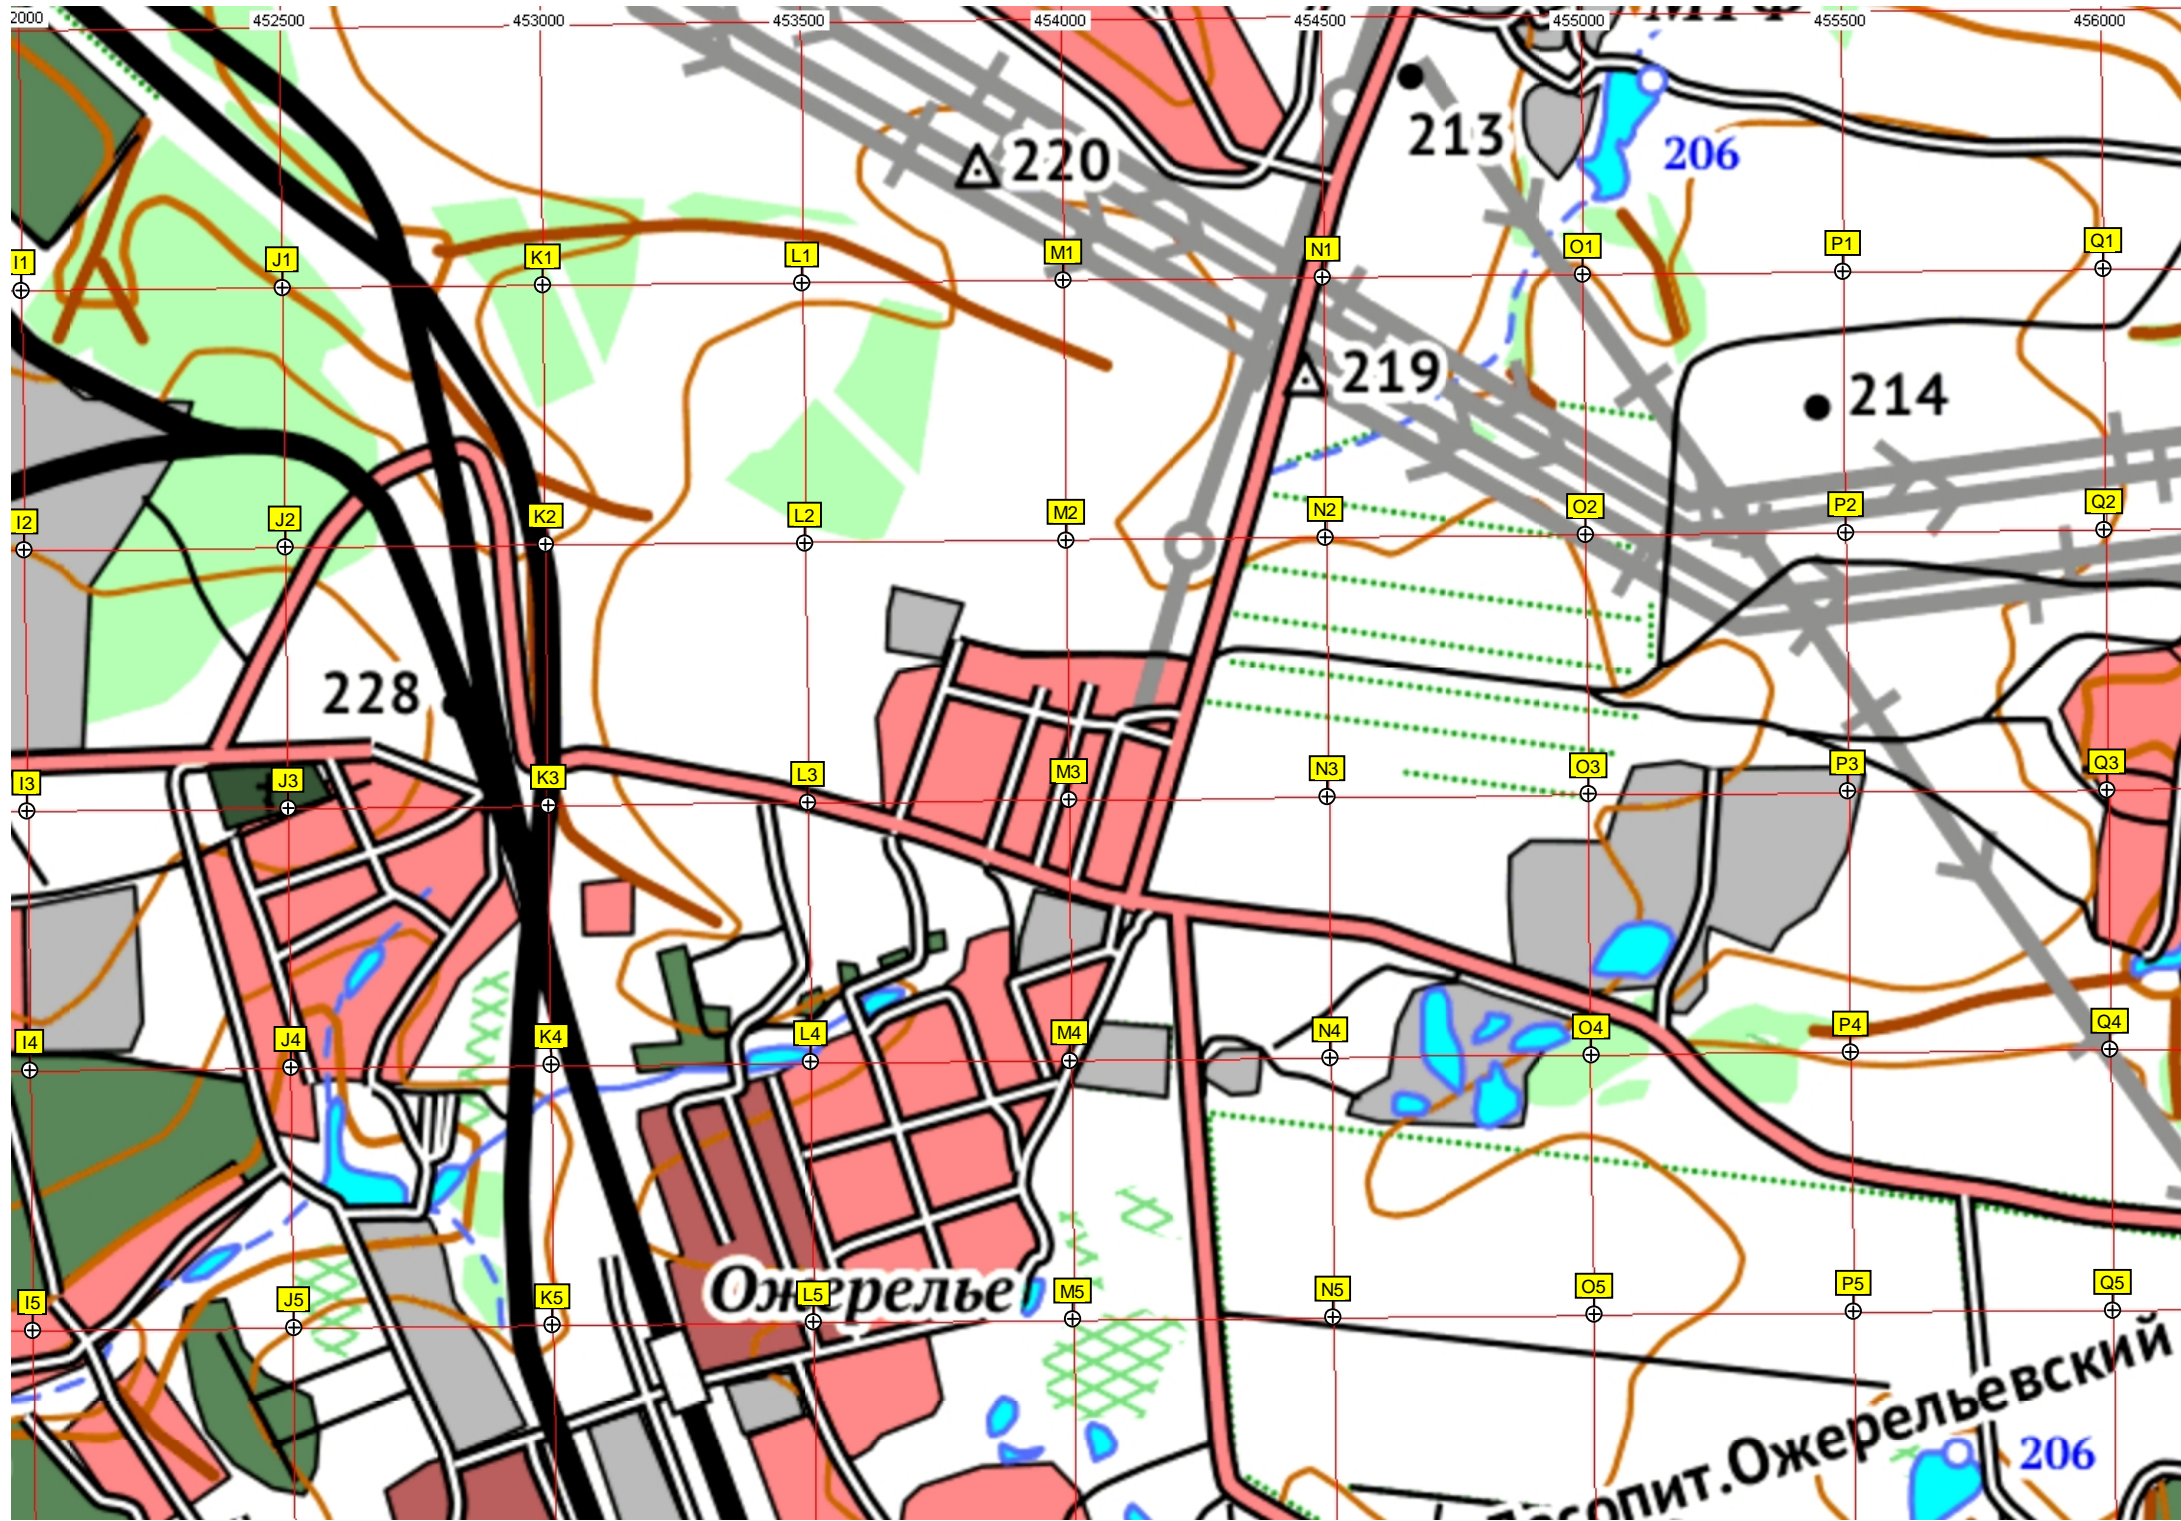 2000 452500 453000 453500 454000 454500 455000 455500 456000
МТФ
213
206
220
I1 J1 K1 L1 M1 N1 O1 P1 Q1
219
214
I2 J2 K2 L2 M2 N2 O2 P2 Q2
228
I3 J3 K3 L3 M3 N3 O3 P3 Q3
I4 J4 K4 L4 M4 N4 O4 P4 Q4
Ожерелье
I5 J5 K5 L5 M5 N5 O5 P5 Q5
Лесопит.Ожерельевский
206